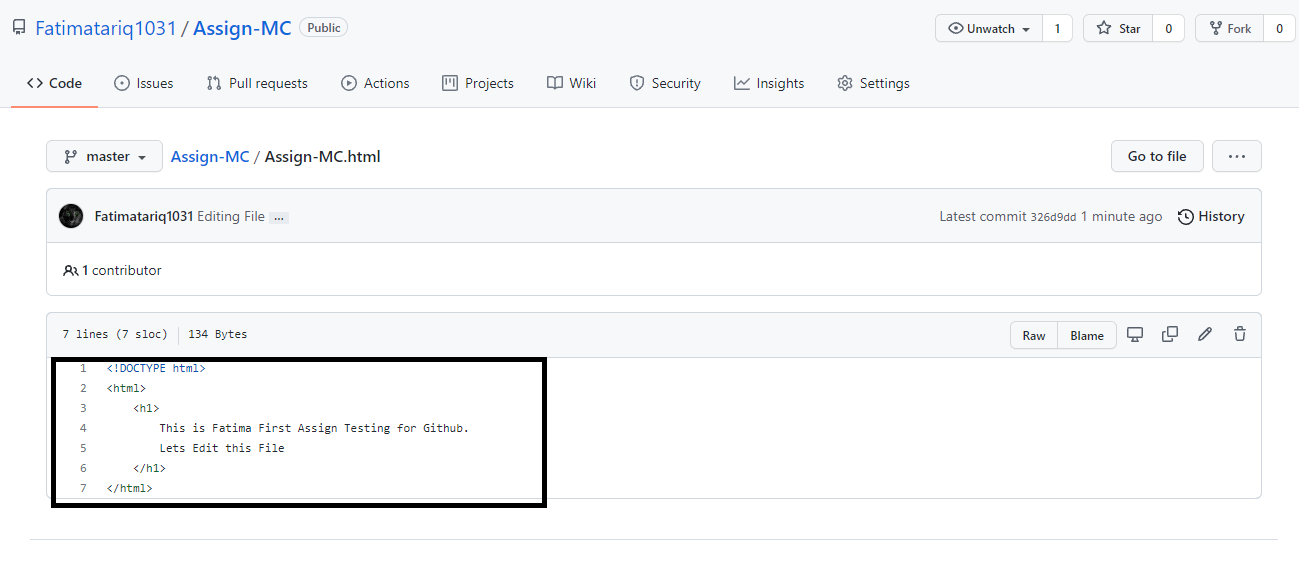 Fatimatariq1031 / Assign-MC Public Unwatch 1 Star 0 Fork 0
Code Issues Pull requests Actions Projects Wiki Security Insights Settings
master Assign-MC / Assign-MC.html Go to file ...
Fatimatariq1031 Editing File ... Latest commit 326d9dd 1 minute ago History
1 contributor
7 lines (7 sloc) 134 Bytes Raw Blame
1 <!DOCTYPE html>
2 <html>
3 <h1>
4 This is Fatima First Assign Testing for Github.
5 Lets Edit this File
6 </h1>
7 </html>